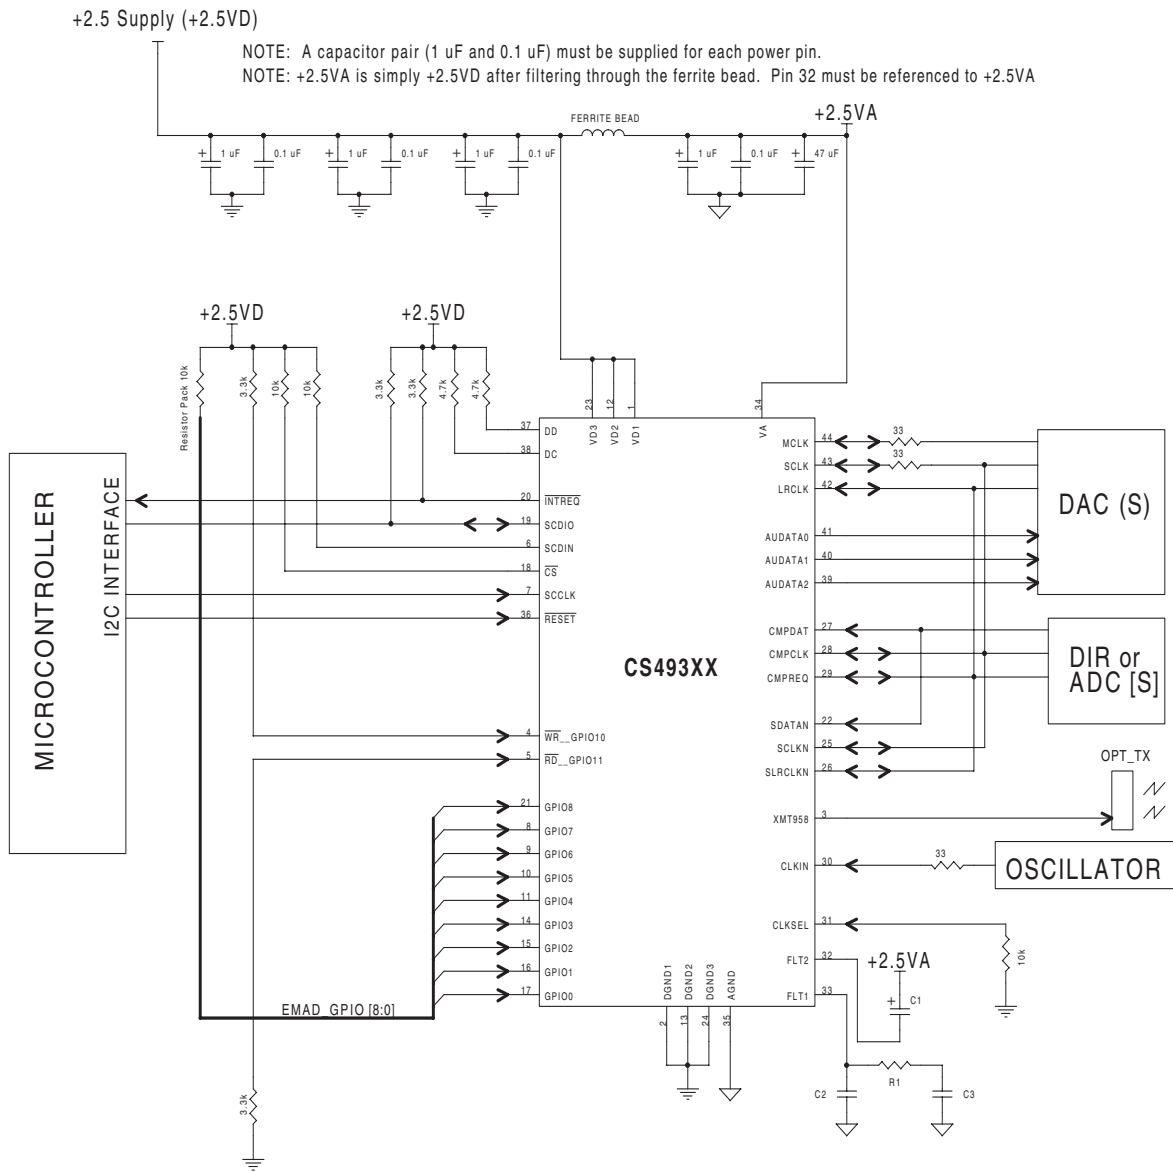 +2.5 Supply (+2.5VD)
NOTE: A capacitor pair (1 uF and 0.1 uF) must be supplied for each power pin.
NOTE: +2.5VA is simply +2.5VD after filtering through the ferrite bead. Pin 32 must be referenced to +2.5VA
FERRITE BEAD
+2.5VA
+ 1 uF
0.1 uF
+ 1 uF
0.1 uF
+ 1 uF
0.1 uF
+ 1 uF
0.1 uF
+ 47 uF
+2.5VD
+2.5VD
Resistor Pack 10k
3.3k
10k
10k
3.3k
3.3k
4.7k
4.7k
23
12
1
34
VD3
VD2
VD1
VA
MICROCONTROLLER
I2C INTERFACE
37 DD
38 DC
20 INTREQ
19 SCDIO
6 SCDIN
18 CS
7 SCCLK
36 RESET
4 WR__GPIO10
5 RD__GPIO11
21 GPIO8
8 GPIO7
9 GPIO6
10 GPIO5
11 GPIO4
14 GPIO3
15 GPIO2
16 GPIO1
17 GPIO0
EMAD_GPIO [8:0]
3.3k
CS493XX
MCLK 44 33
SCLK 43 33
LRCLK 42
AUDATA0 41
AUDATA1 40
AUDATA2 39
DAC (S)
CMPDAT 27
CMPCLK 28
CMPREQ 29
DIR or
ADC [S]
SDATAN 22
SCLKN 25
SLRCLKN 26
OPT_TX
XMT958 3
CLKIN 30 33
OSCILLATOR
CLKSEL 31
10k
FLT2 32
+2.5VA
+ C1
FLT1 33
DGND1
DGND2
DGND3
AGND
2
13
24
35
R1
C2
C3